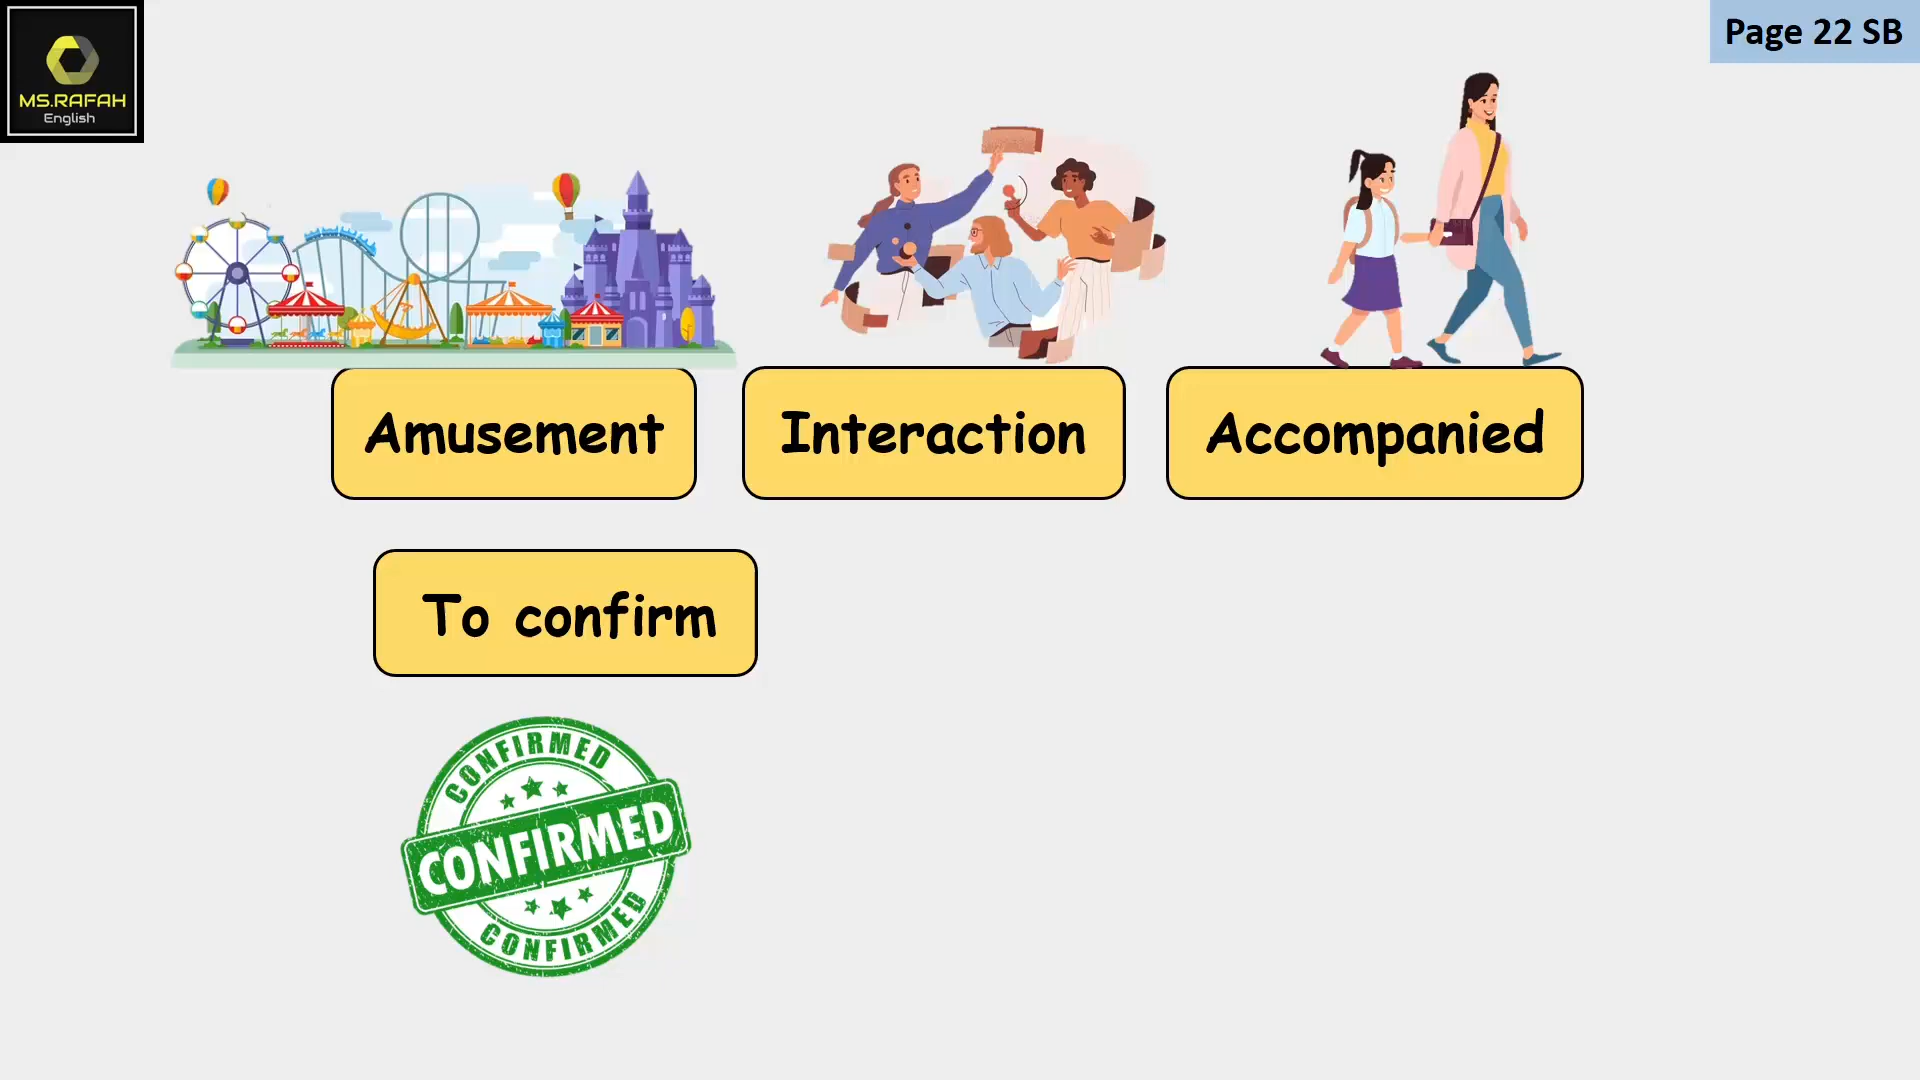 MS.RAFAH
English
Page 22 SB
Amusement
Interaction
Accompanied
To confirm
CONFIRMED
CONFIRMED
CONFIRMED